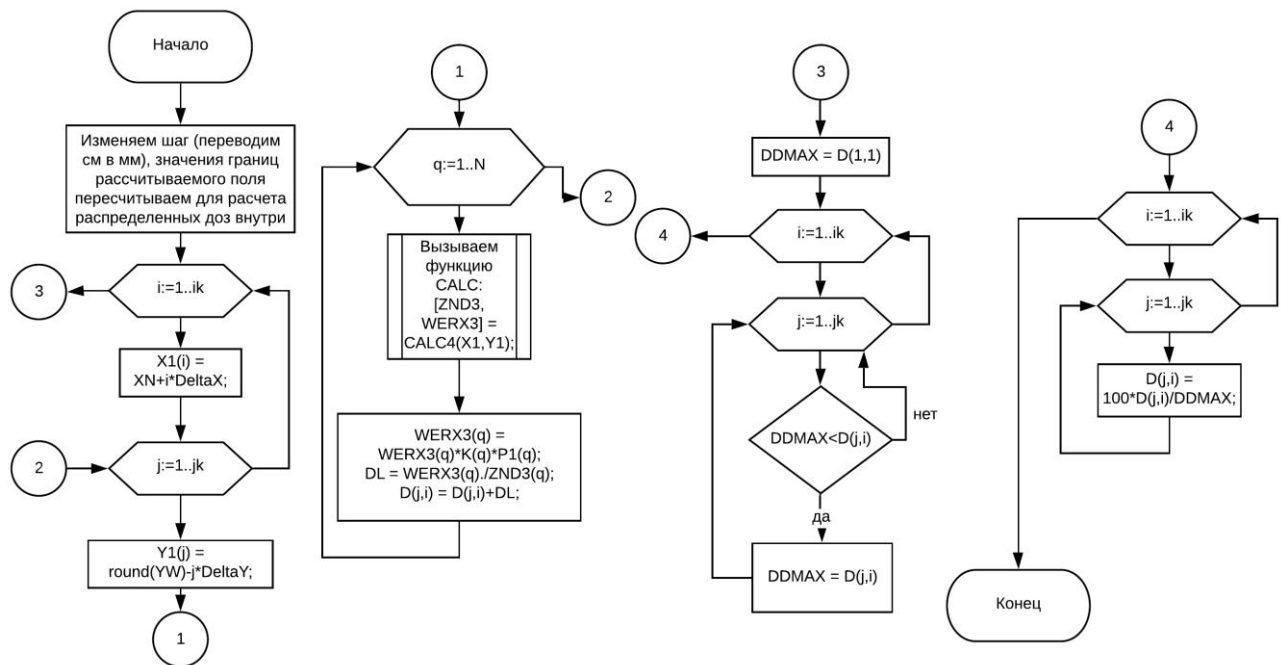 Начало
Изменяем шаг (переводим
см в мм), значения границ
рассчитываемого поля
пересчитываем для расчета
распределенных доз внутри
3
i:=1..ik
X1(i) =
XN+i*DeltaX;
2
j:=1..jk
Y1(j) =
round(YW)-j*DeltaY;
1
1
q:=1..N
2
Вызываем
функцию
CALC:
[ZND3,
WERX3] =
CALC4(X1,Y1);
WERX3(q) =
WERX3(q)*K(q)*P1(q);
DL = WERX3(q)./ZND3(q);
D(j,i) = D(j,i)+DL;
3
DDMAX = D(1,1)
4
i:=1..ik
j:=1..jk
нет
DDMAX<D(j,i)
да
DDMAX = D(j,i)
4
i:=1..ik
j:=1..jk
D(j,i) =
100*D(j,i)/DDMAX;
Конец